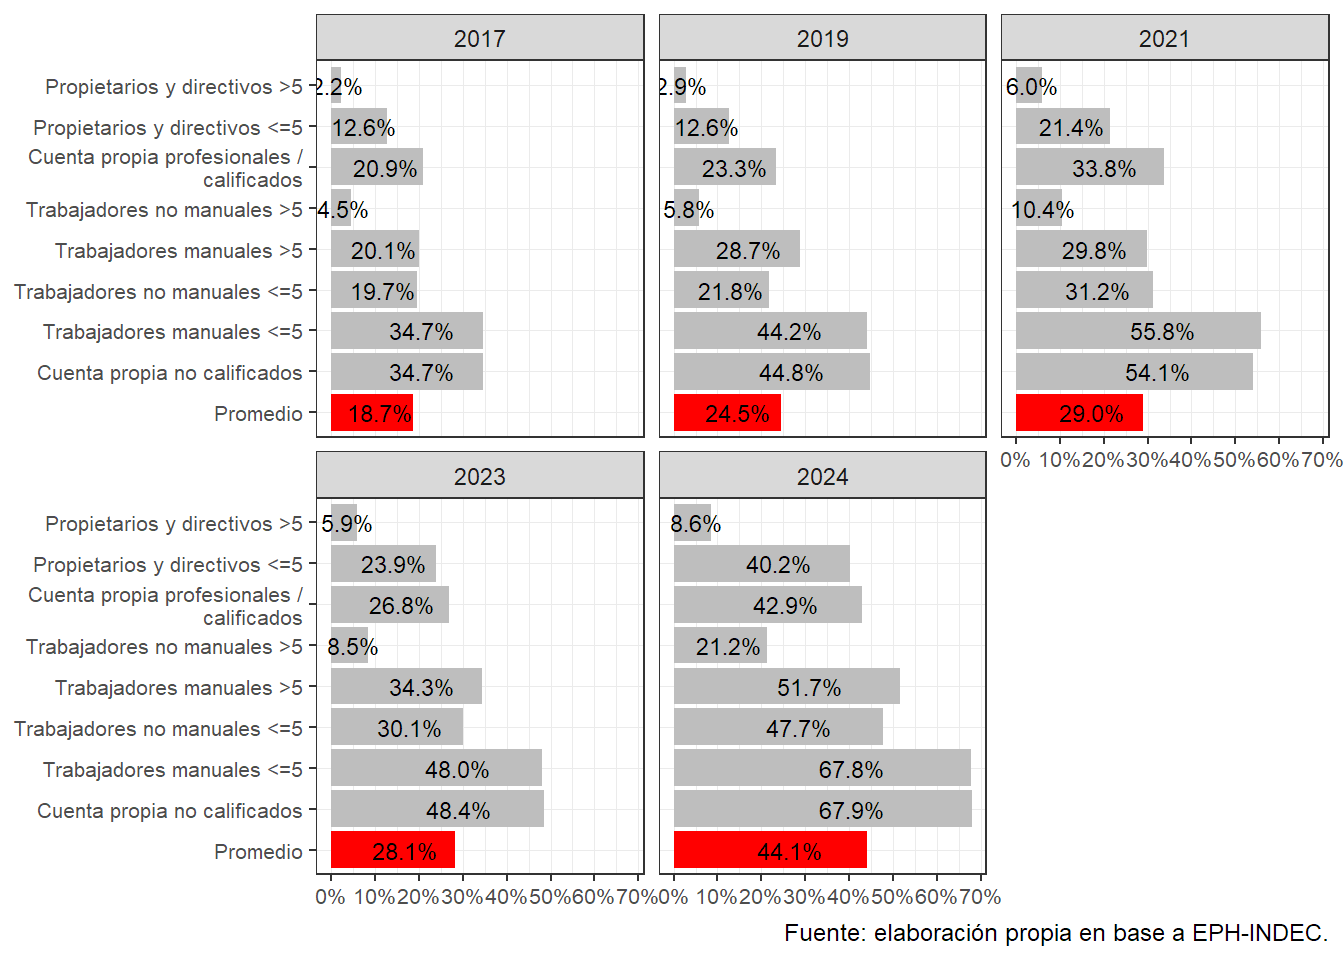 2017
2019
2021
Propietarios y directivos >5
2.2%
2.9%
6.0%
Propietarios y directivos <=5
12.6%
12.6%
21.4%
Cuenta propia profesionales /
calificados
20.9%
23.3%
33.8%
Trabajadores no manuales >5
4.5%
5.8%
10.4%
Trabajadores manuales >5
20.1%
28.7%
29.8%
Trabajadores no manuales <=5
19.7%
21.8%
31.2%
Trabajadores manuales <=5
34.7%
44.2%
55.8%
Cuenta propia no calificados
34.7%
44.8%
54.1%
Promedio
18.7%
24.5%
29.0%
0% 10% 20% 30% 40% 50% 60% 70%
2023
2024
Propietarios y directivos >5
5.9%
8.6%
Propietarios y directivos <=5
23.9%
40.2%
Cuenta propia profesionales /
calificados
26.8%
42.9%
Trabajadores no manuales >5
8.5%
21.2%
Trabajadores manuales >5
34.3%
51.7%
Trabajadores no manuales <=5
30.1%
47.7%
Trabajadores manuales <=5
48.0%
67.8%
Cuenta propia no calificados
48.4%
67.9%
Promedio
28.1%
44.1%
0% 10% 20% 30% 40% 50% 60% 70%
0% 10% 20% 30% 40% 50% 60% 70%
Fuente: elaboración propia en base a EPH-INDEC.